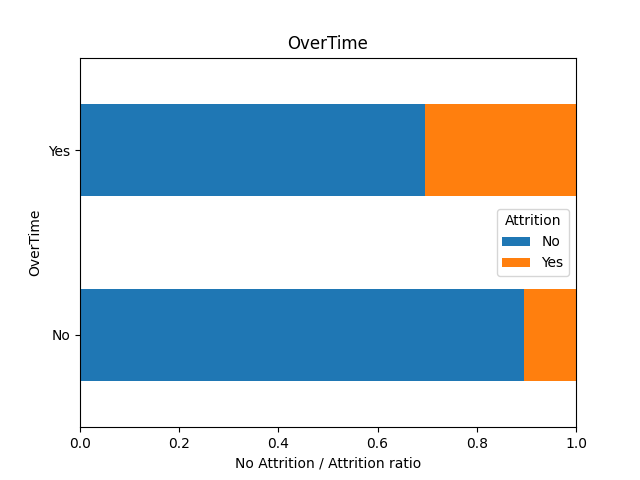 OverTime
Yes
No
OverTime
Attrition
No
Yes
0.0 0.2 0.4 0.6 0.8 1.0
No Attrition / Attrition ratio